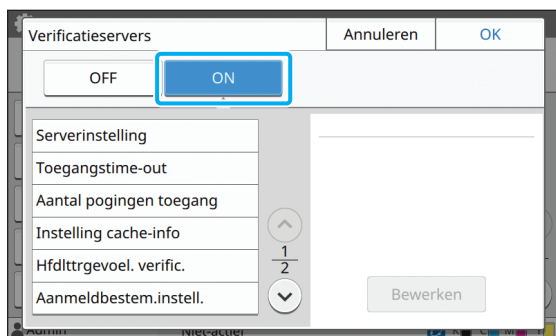 Verificatieservers
Annuleren
OK
OFF
ON
Serverinstelling
Toegangstime-out
Aantal pogingen toegang
Instelling cache-info
Hfdlttrgevoel. verific.
Aanmeldbestem.instell.
1
2
Bewerken
Admin
Niet-actief
K C M Y